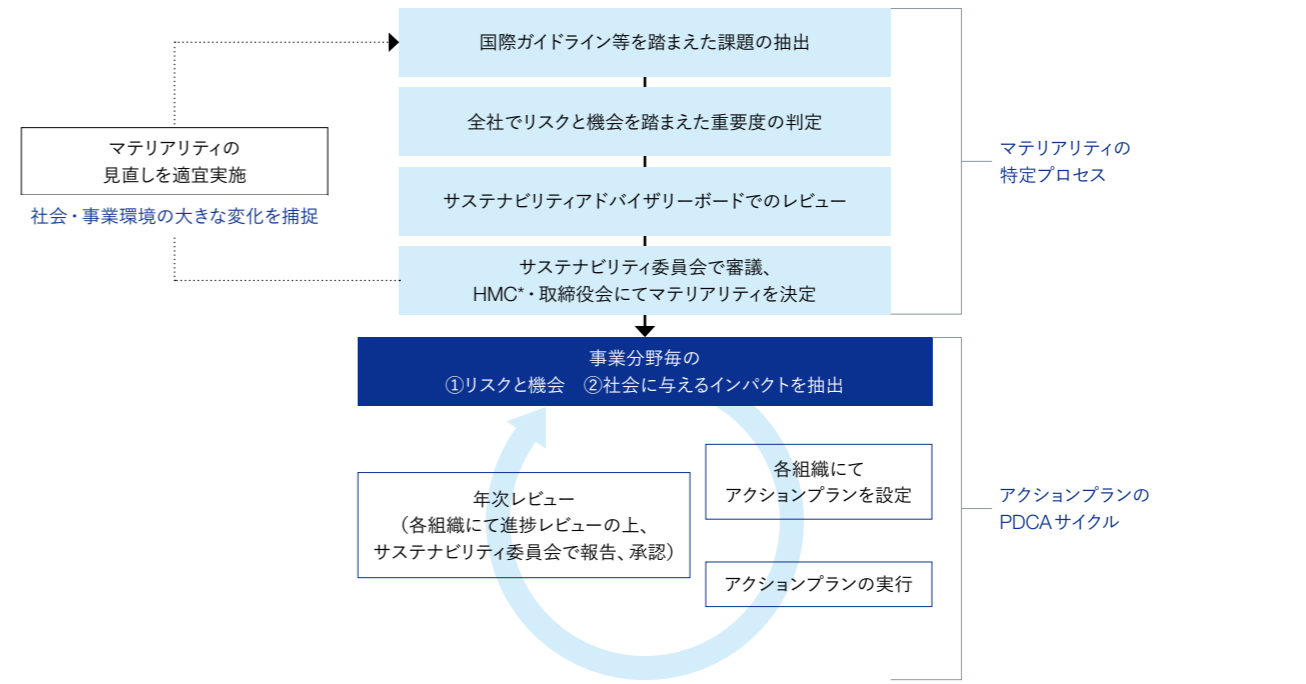 国際ガイドライン等を踏まえた課題の抽出
全社でリスクと機会を踏まえた重要度の判定
サステナビリティアドバイザリーボードでのレビュー
サステナビリティ委員会で審議、
HMC*・取締役会にてマテリアリティを決定
マテリアリティの
特定プロセス
マテリアリティの
見直しを適宜実施
社会・事業環境の大きな変化を捕捉
事業分野毎の
①リスクと機会　②社会に与えるインパクトを抽出
各組織にて
アクションプランを設定
アクションプランの実行
年次レビュー
（各組織にて進捗レビューの上、
サステナビリティ委員会で報告、承認）
アクションプランの
PDCAサイクル